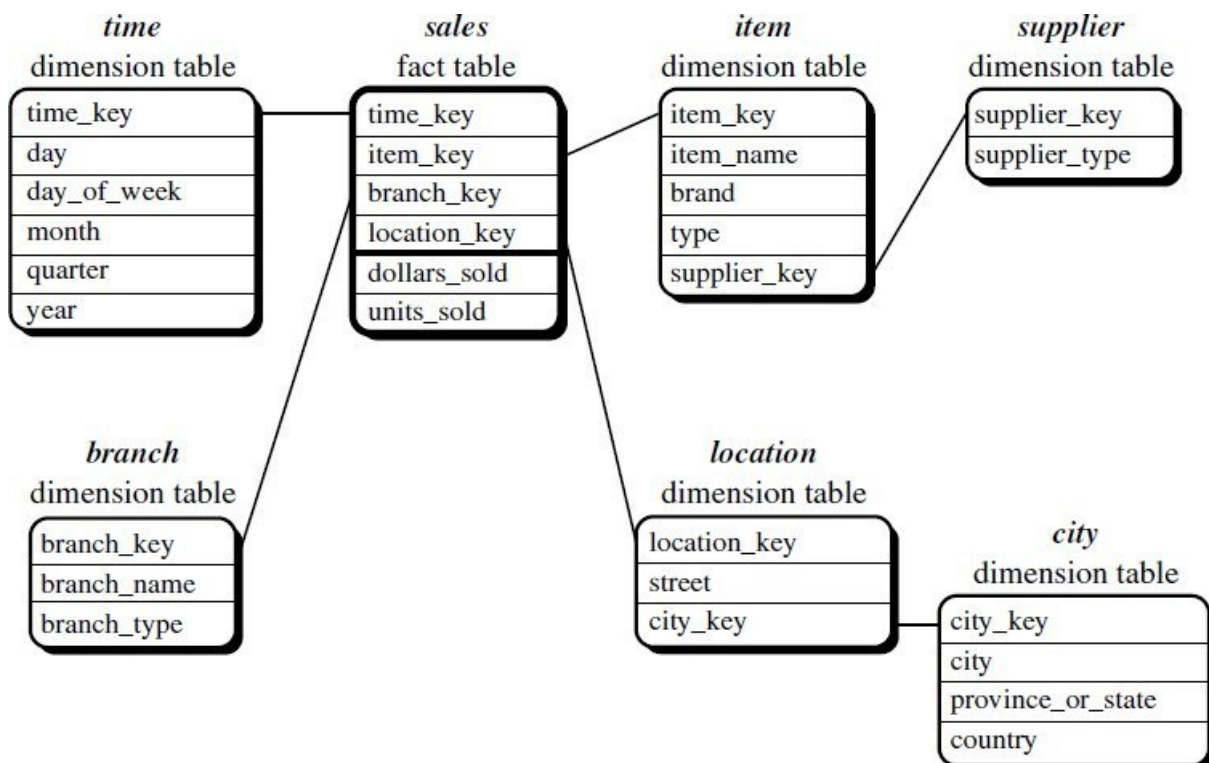 time
dimension table
time_key
day
day_of_week
month
quarter
year
sales
fact table
time_key
item_key
branch_key
location_key
dollars_sold
units_sold
item
dimension table
item_key
item_name
brand
type
supplier_key
supplier
dimension table
supplier_key
supplier_type
branch
dimension table
branch_key
branch_name
branch_type
location
dimension table
location_key
street
city_key
city
dimension table
city_key
city
province_or_state
country